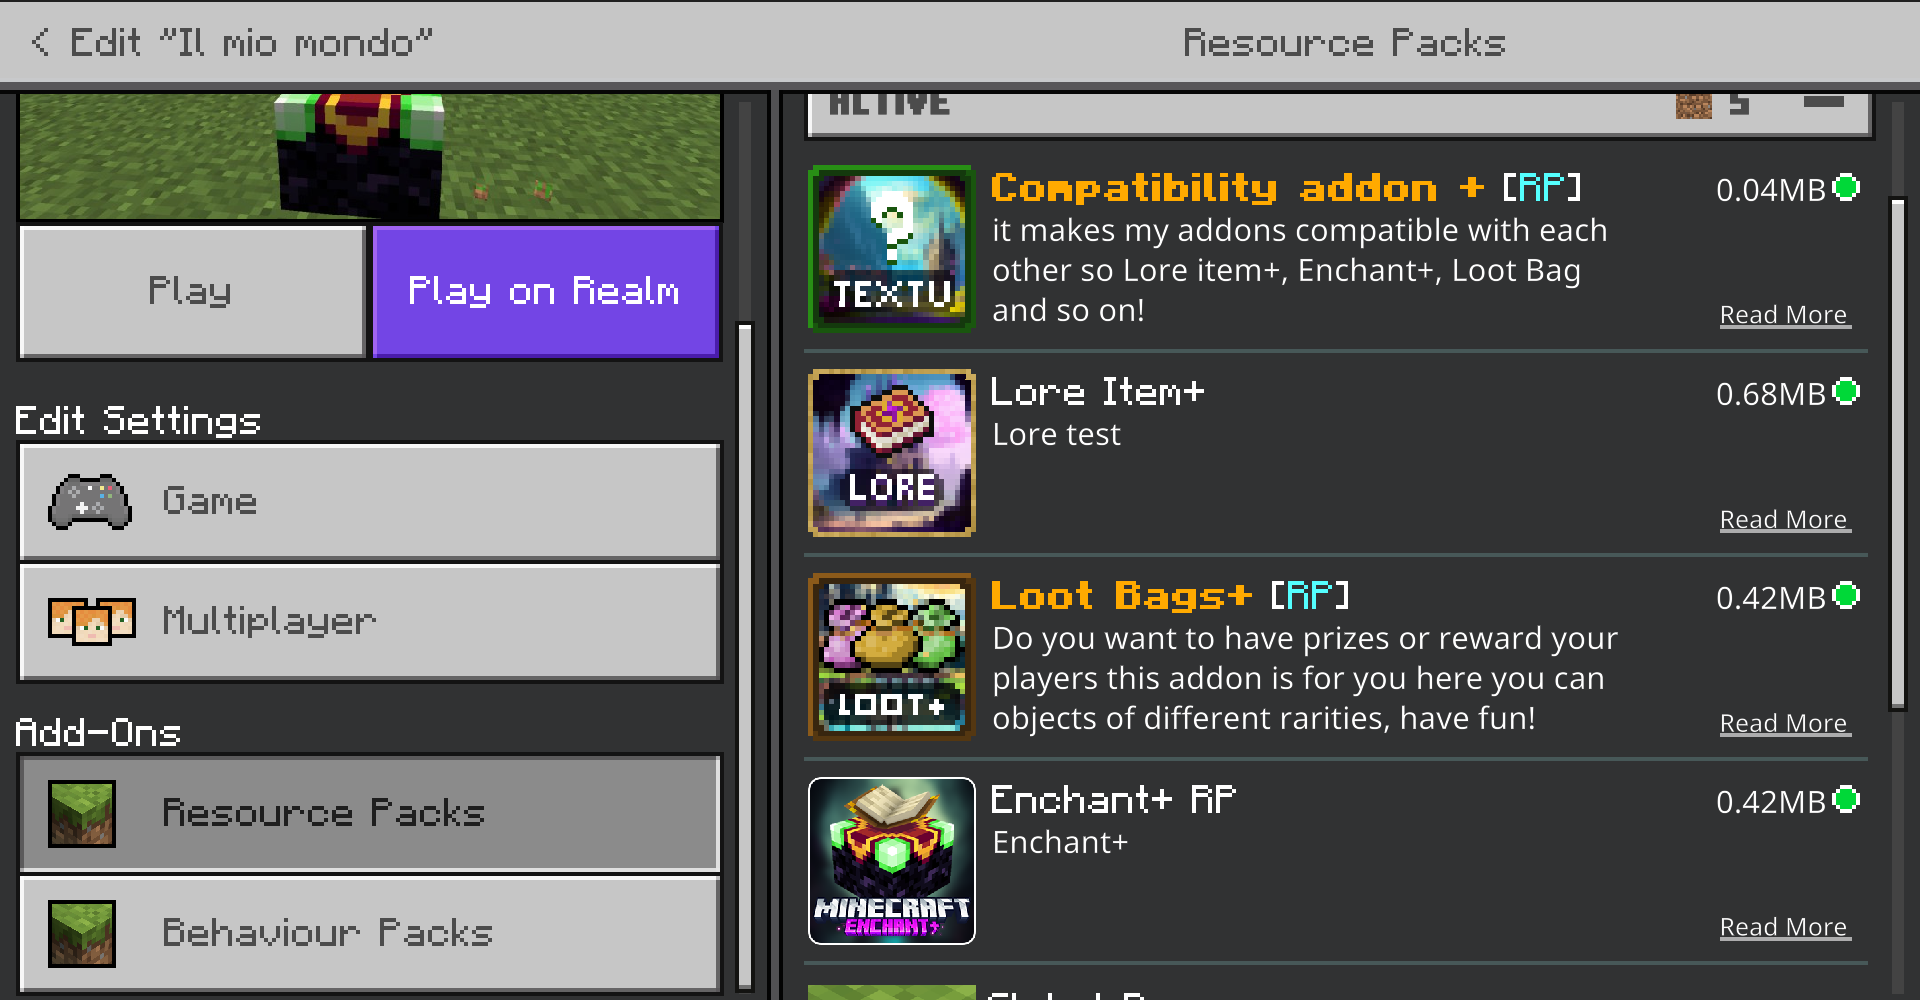 Edit "Il mio mondo"
Resource Packs
Play
Play on Realm
Edit Settings
Game
Multiplayer
Add-Ons
Resource Packs
Behaviour Packs
ACTIVE
5
TEXTU
Compatibility addon + [RP]
0.04MB
it makes my addons compatible with each
other so Lore item+, Enchant+, Loot Bag
and so on!
Read More
LORE
Lore Item+
0.68MB
Lore test
Read More
LOOT+
Loot Bags+ [RP]
0.42MB
Do you want to have prizes or reward your
players this addon is for you here you can
objects of different rarities, have fun!
Read More
MINECRAFT
ENCHANT+
Enchant+ RP
0.42MB
Enchant+
Read More